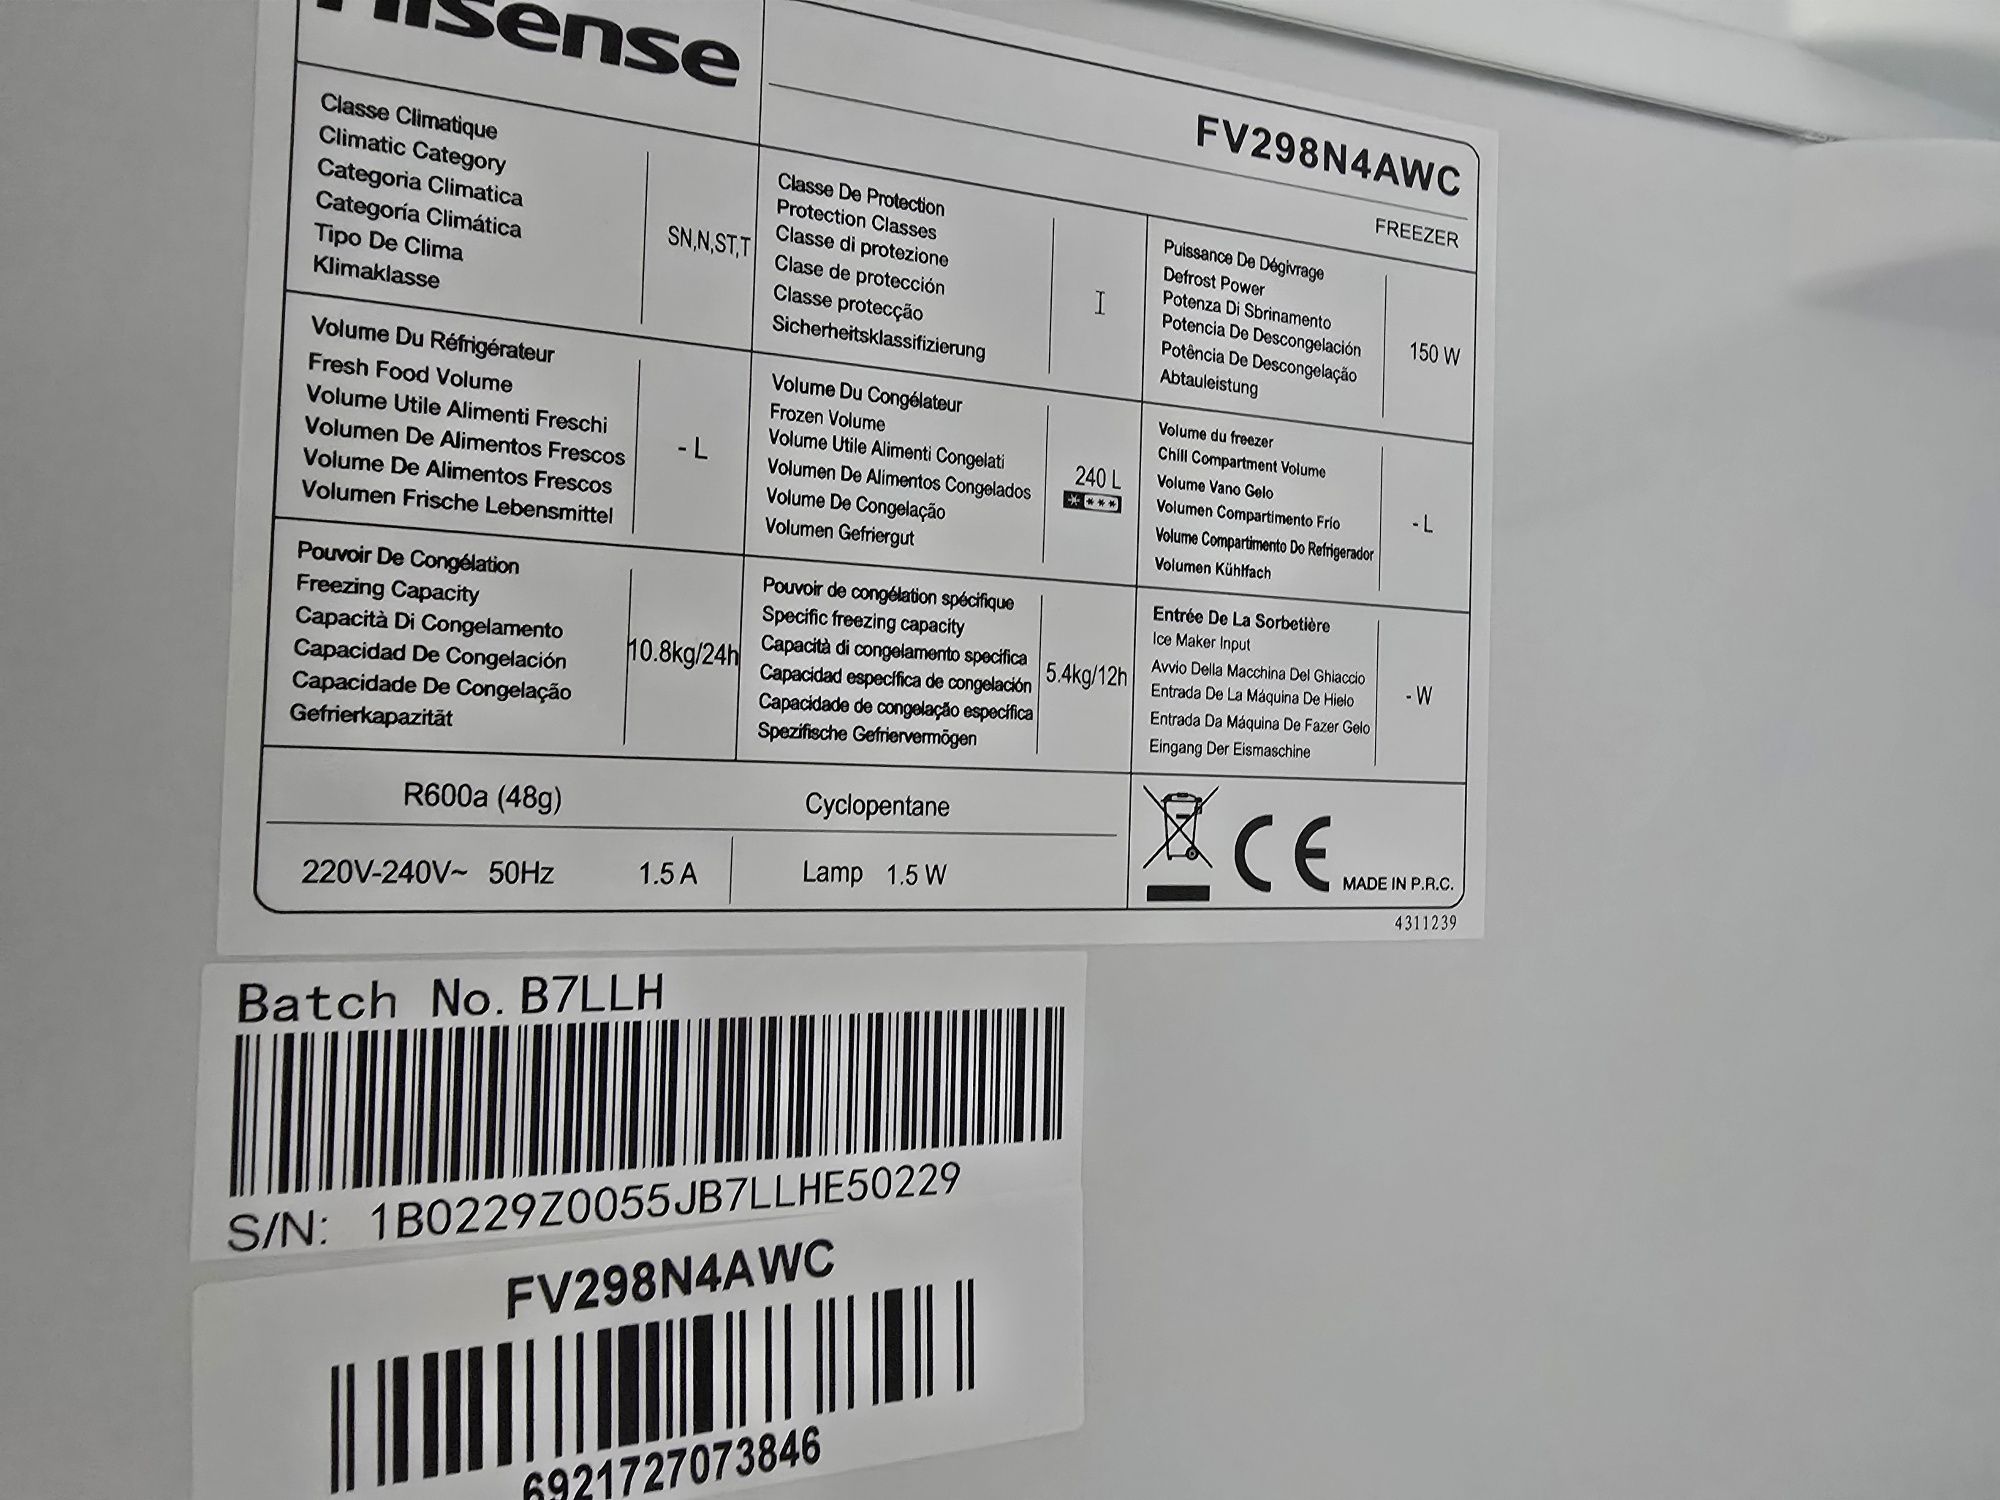 Hisense
FV298N4AWC
FREEZER
Classe Climatique
Climatic Category
Categoria Climatica
Categoría Climática
Tipo De Clima
Klimaklasse
SN,N,ST,T
Classe De Protection
Protection Classes
Classe di protezione
Clase de protección
Classe protecção
Sicherheitsklassifizierung
I
Puissance De Dégivrage
Defrost Power
Potenza Di Sbrinamento
Potencia De Descongelación
Potência De Descongelação
Abtauleistung
150 W
Volume Du Réfrigérateur
Fresh Food Volume
Volume Utile Alimenti Freschi
Volumen De Alimentos Frescos
Volume De Alimentos Frescos
Volumen Frische Lebensmittel
- L
Volume Du Congélateur
Frozen Volume
Volume Utile Alimenti Congelati
Volumen De Alimentos Congelados
Volume De Congelação
Volumen Gefriergut
240 L
Volume du freezer
Chill Compartment Volume
Volume Vano Gelo
Volumen Compartimento Frío
Volume Compartimento Do Refrigerador
Volumen Kühlfach
- L
Pouvoir De Congélation
Freezing Capacity
Capacità Di Congelamento
Capacidad De Congelación
Capacidade De Congelação
Gefrierkapazität
10.8kg/24h
Pouvoir de congélation spécifique
Specific freezing capacity
Capacità di congelamento specifica
Capacidad específica de congelación
Capacidade de congelação específica
Spezifische Gefriervermögen
5.4kg/12h
Entrée De La Sorbetière
Ice Maker Input
Avvio Della Macchina Del Ghiaccio
Entrada De La Máquina De Hielo
Entrada Da Máquina De Fazer Gelo
Eingang Der Eismaschine
- W
R600a (48g)
Cyclopentane
220V-240V~ 50Hz
1.5 A
Lamp 1.5 W
CE
MADE IN P.R.C.
4311239
Batch No. B7LLH
S/N: 1B0229Z0055JB7LLHE50229
FV298N4AWC
6921727073846